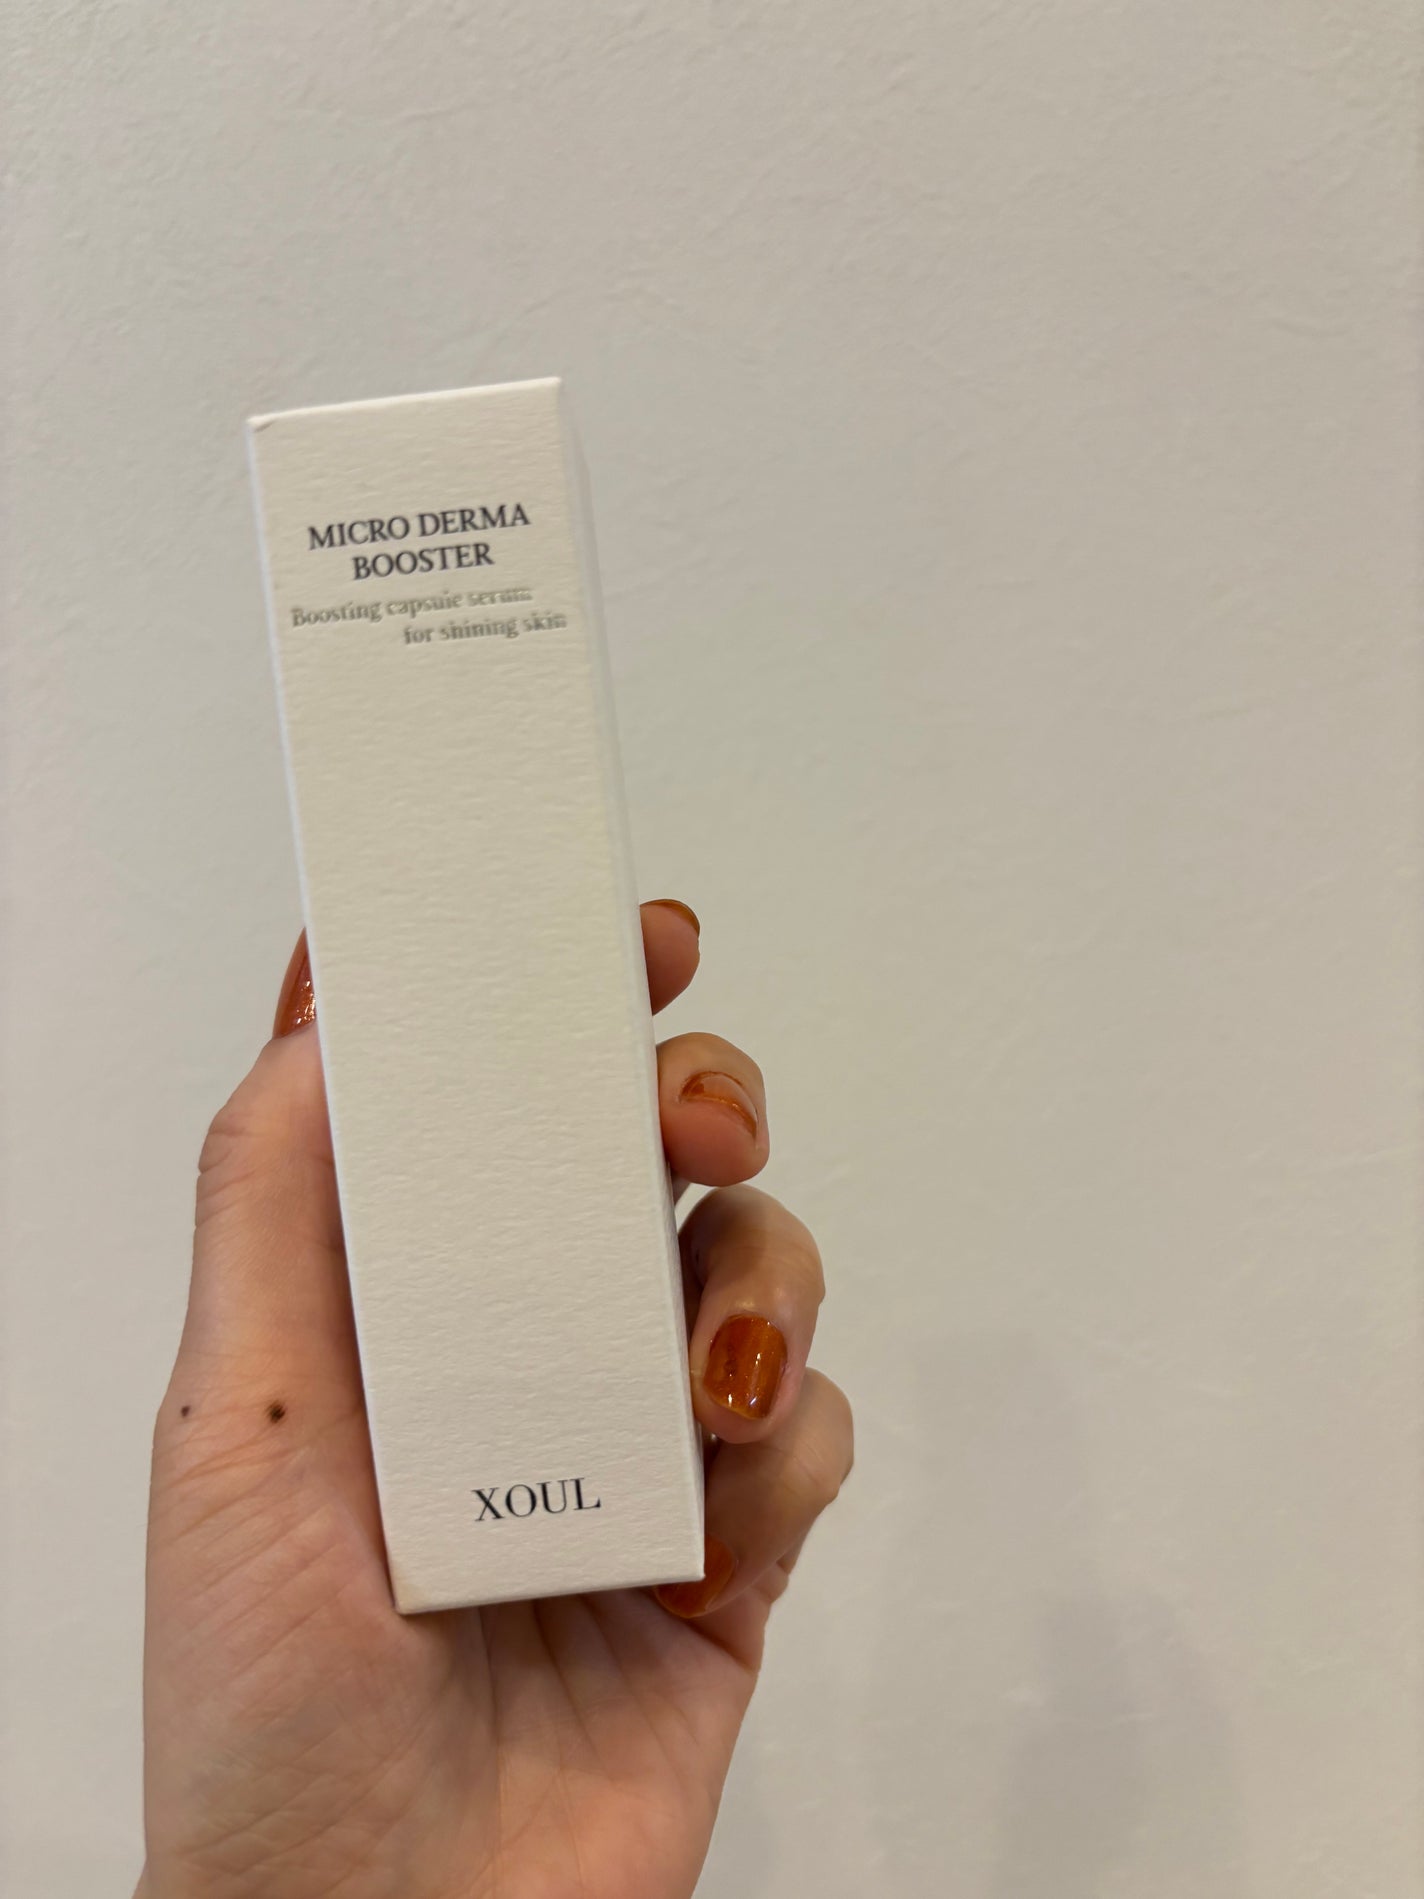 MICRO DERMA
BOOSTER
Boosting capsule serum
for shining skin
XOUL